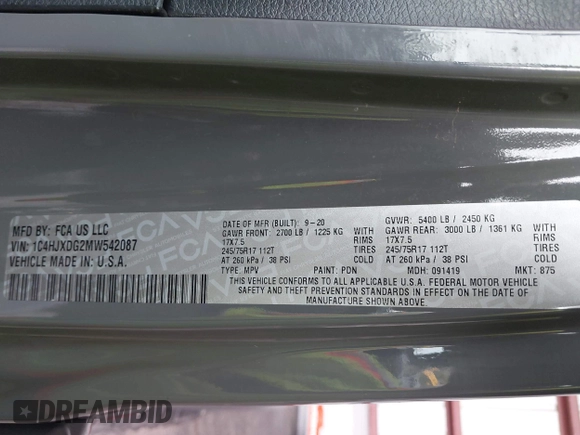 MFD BY: FCA US LLC
VIN: 1C4HJXDG2MW542087
VEHICLE MADE IN: U.S.A.
DATE OF MFR (BUILT): 9-20 GVWR: 5400 LB / 2450 KG
GAWR FRONT: 2700 LB / 1225 KG GAWR REAR: 3000 LB / 1361 KG
17X7.5 RIMS 17X7.5 RIMS
245/75R17 112T TIRES 245/75R17 112T TIRES
AT 260 kPa / 38 PSI COLD AT 260 kPa / 38 PSI COLD
TYPE: MPV PAINT: PDN MDH: 091419 MKT: 875
THIS VEHICLE CONFORMS TO ALL APPLICABLE U.S.A. FEDERAL MOTOR VEHICLE
SAFETY AND THEFT PREVENTION STANDARDS IN EFFECT ON THE DATE OF
MANUFACTURE SHOWN ABOVE.
DREAMBID